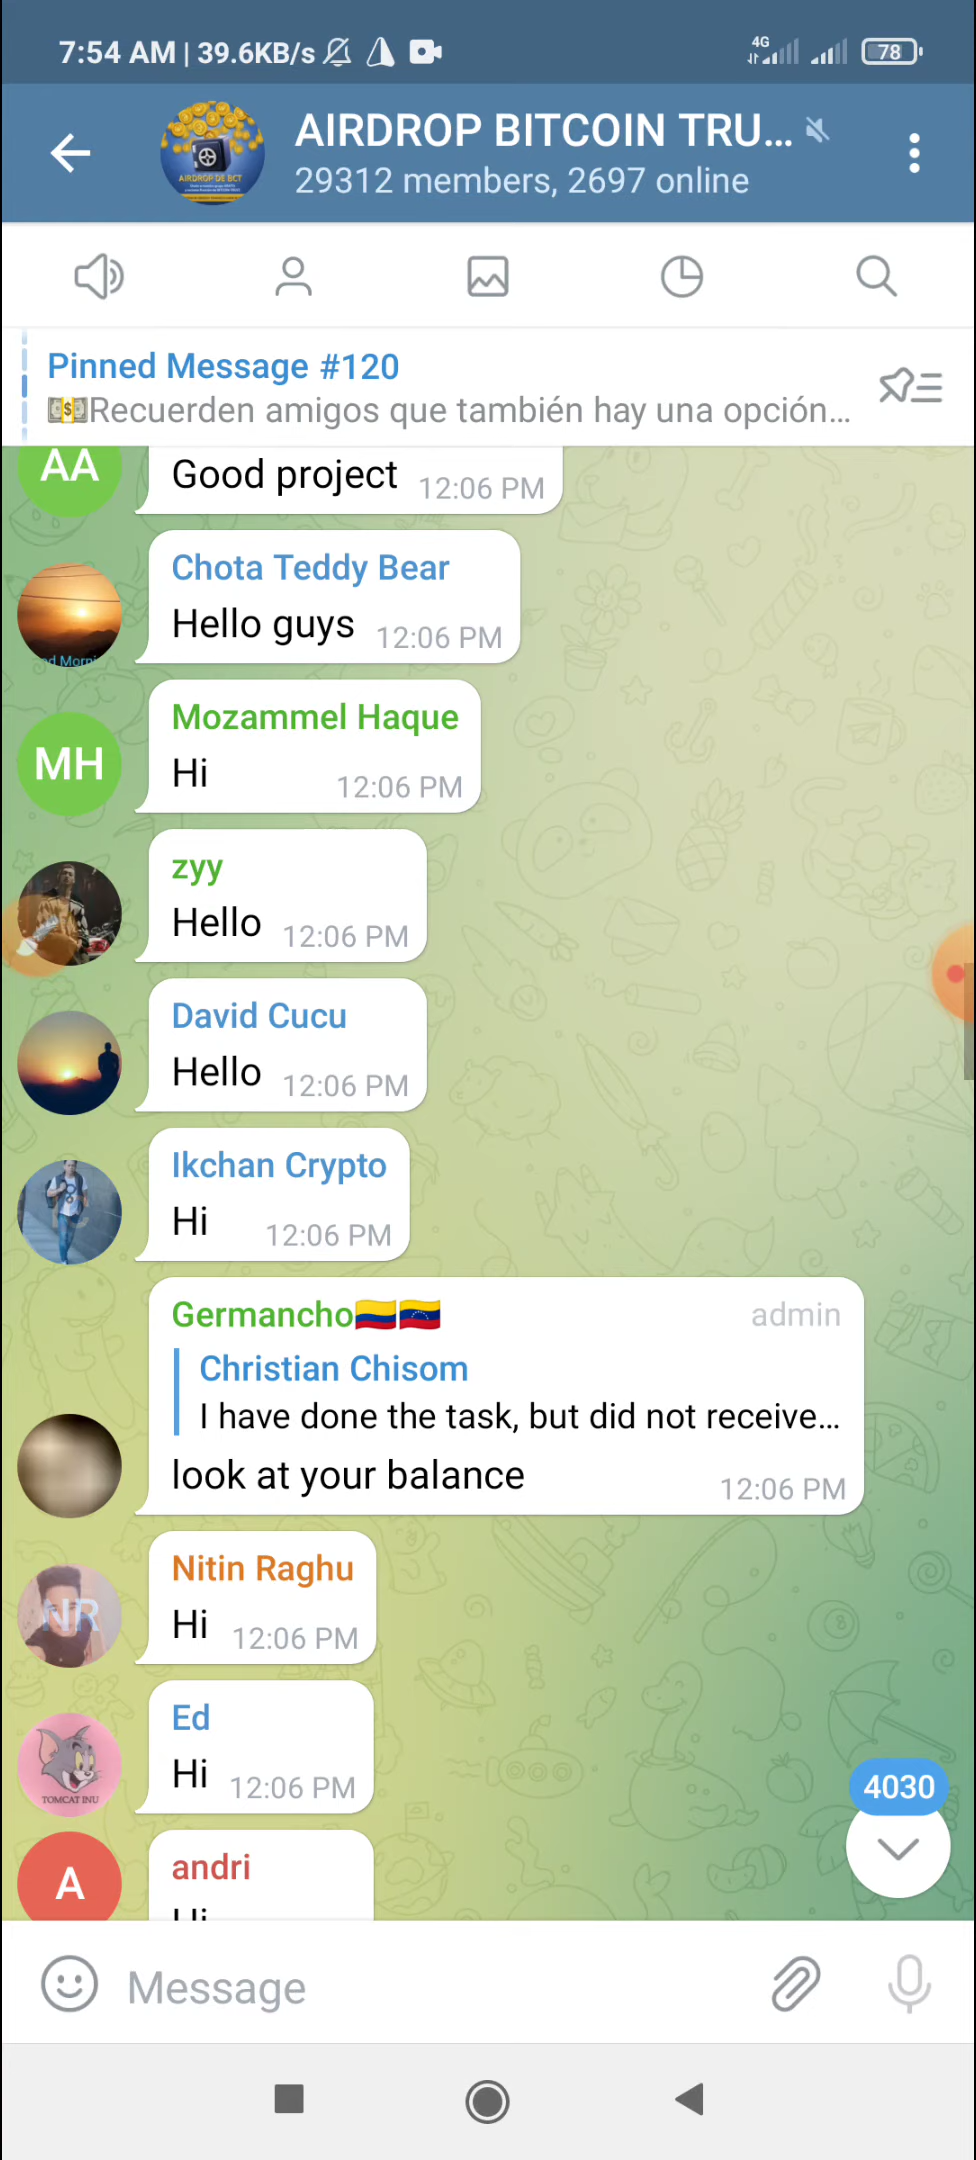 7:54 AM | 39.6KB/s
4G
78
AIRDROP BITCOIN TRU...
29312 members, 2697 online
AIRDROP DE BCT
Pinned Message #120
💵Recuerden amigos que también hay una opción...
AA
Good project 12:06 PM
Chota Teddy Bear
Hello guys 12:06 PM
MH
Mozammel Haque
Hi 12:06 PM
zyy
Hello 12:06 PM
David Cucu
Hello 12:06 PM
Ikchan Crypto
Hi 12:06 PM
Germancho🇨🇴🇻🇪 admin
Christian Chisom
I have done the task, but did not receive...
look at your balance 12:06 PM
NR
Nitin Raghu
Hi 12:06 PM
TOMCAT INU
Ed
Hi 12:06 PM
4030
A
andri
Hi
Message